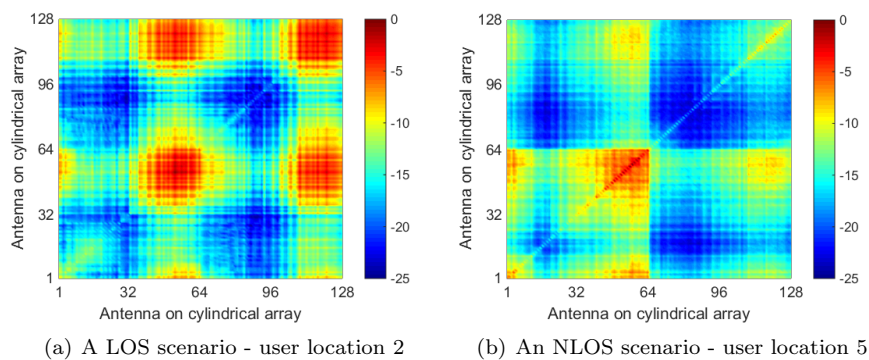 128
96
64
32
1
Antenna on cylindrical array
1 32 64 96 128
Antenna on cylindrical array
0
-5
-10
-15
-20
-25
(a) A LOS scenario - user location 2
128
96
64
32
1
Antenna on cylindrical array
1 32 64 96 128
Antenna on cylindrical array
0
-5
-10
-15
-20
-25
(b) An NLOS scenario - user location 5